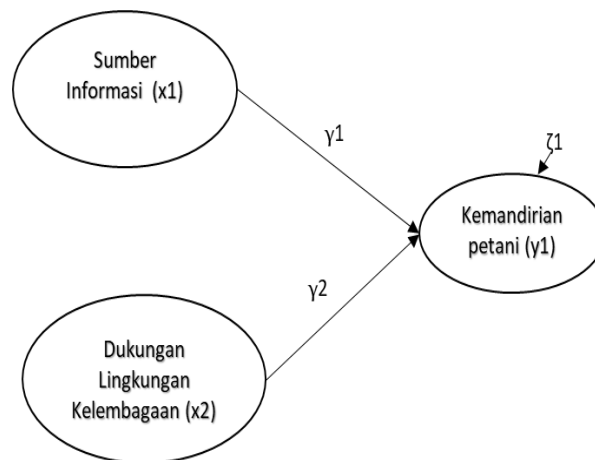 Sumber
Informasi (x1)
γ1
ζ1
Kemandirian
petani (y1)
γ2
Dukungan
Lingkungan
Kelembagaan (x2)